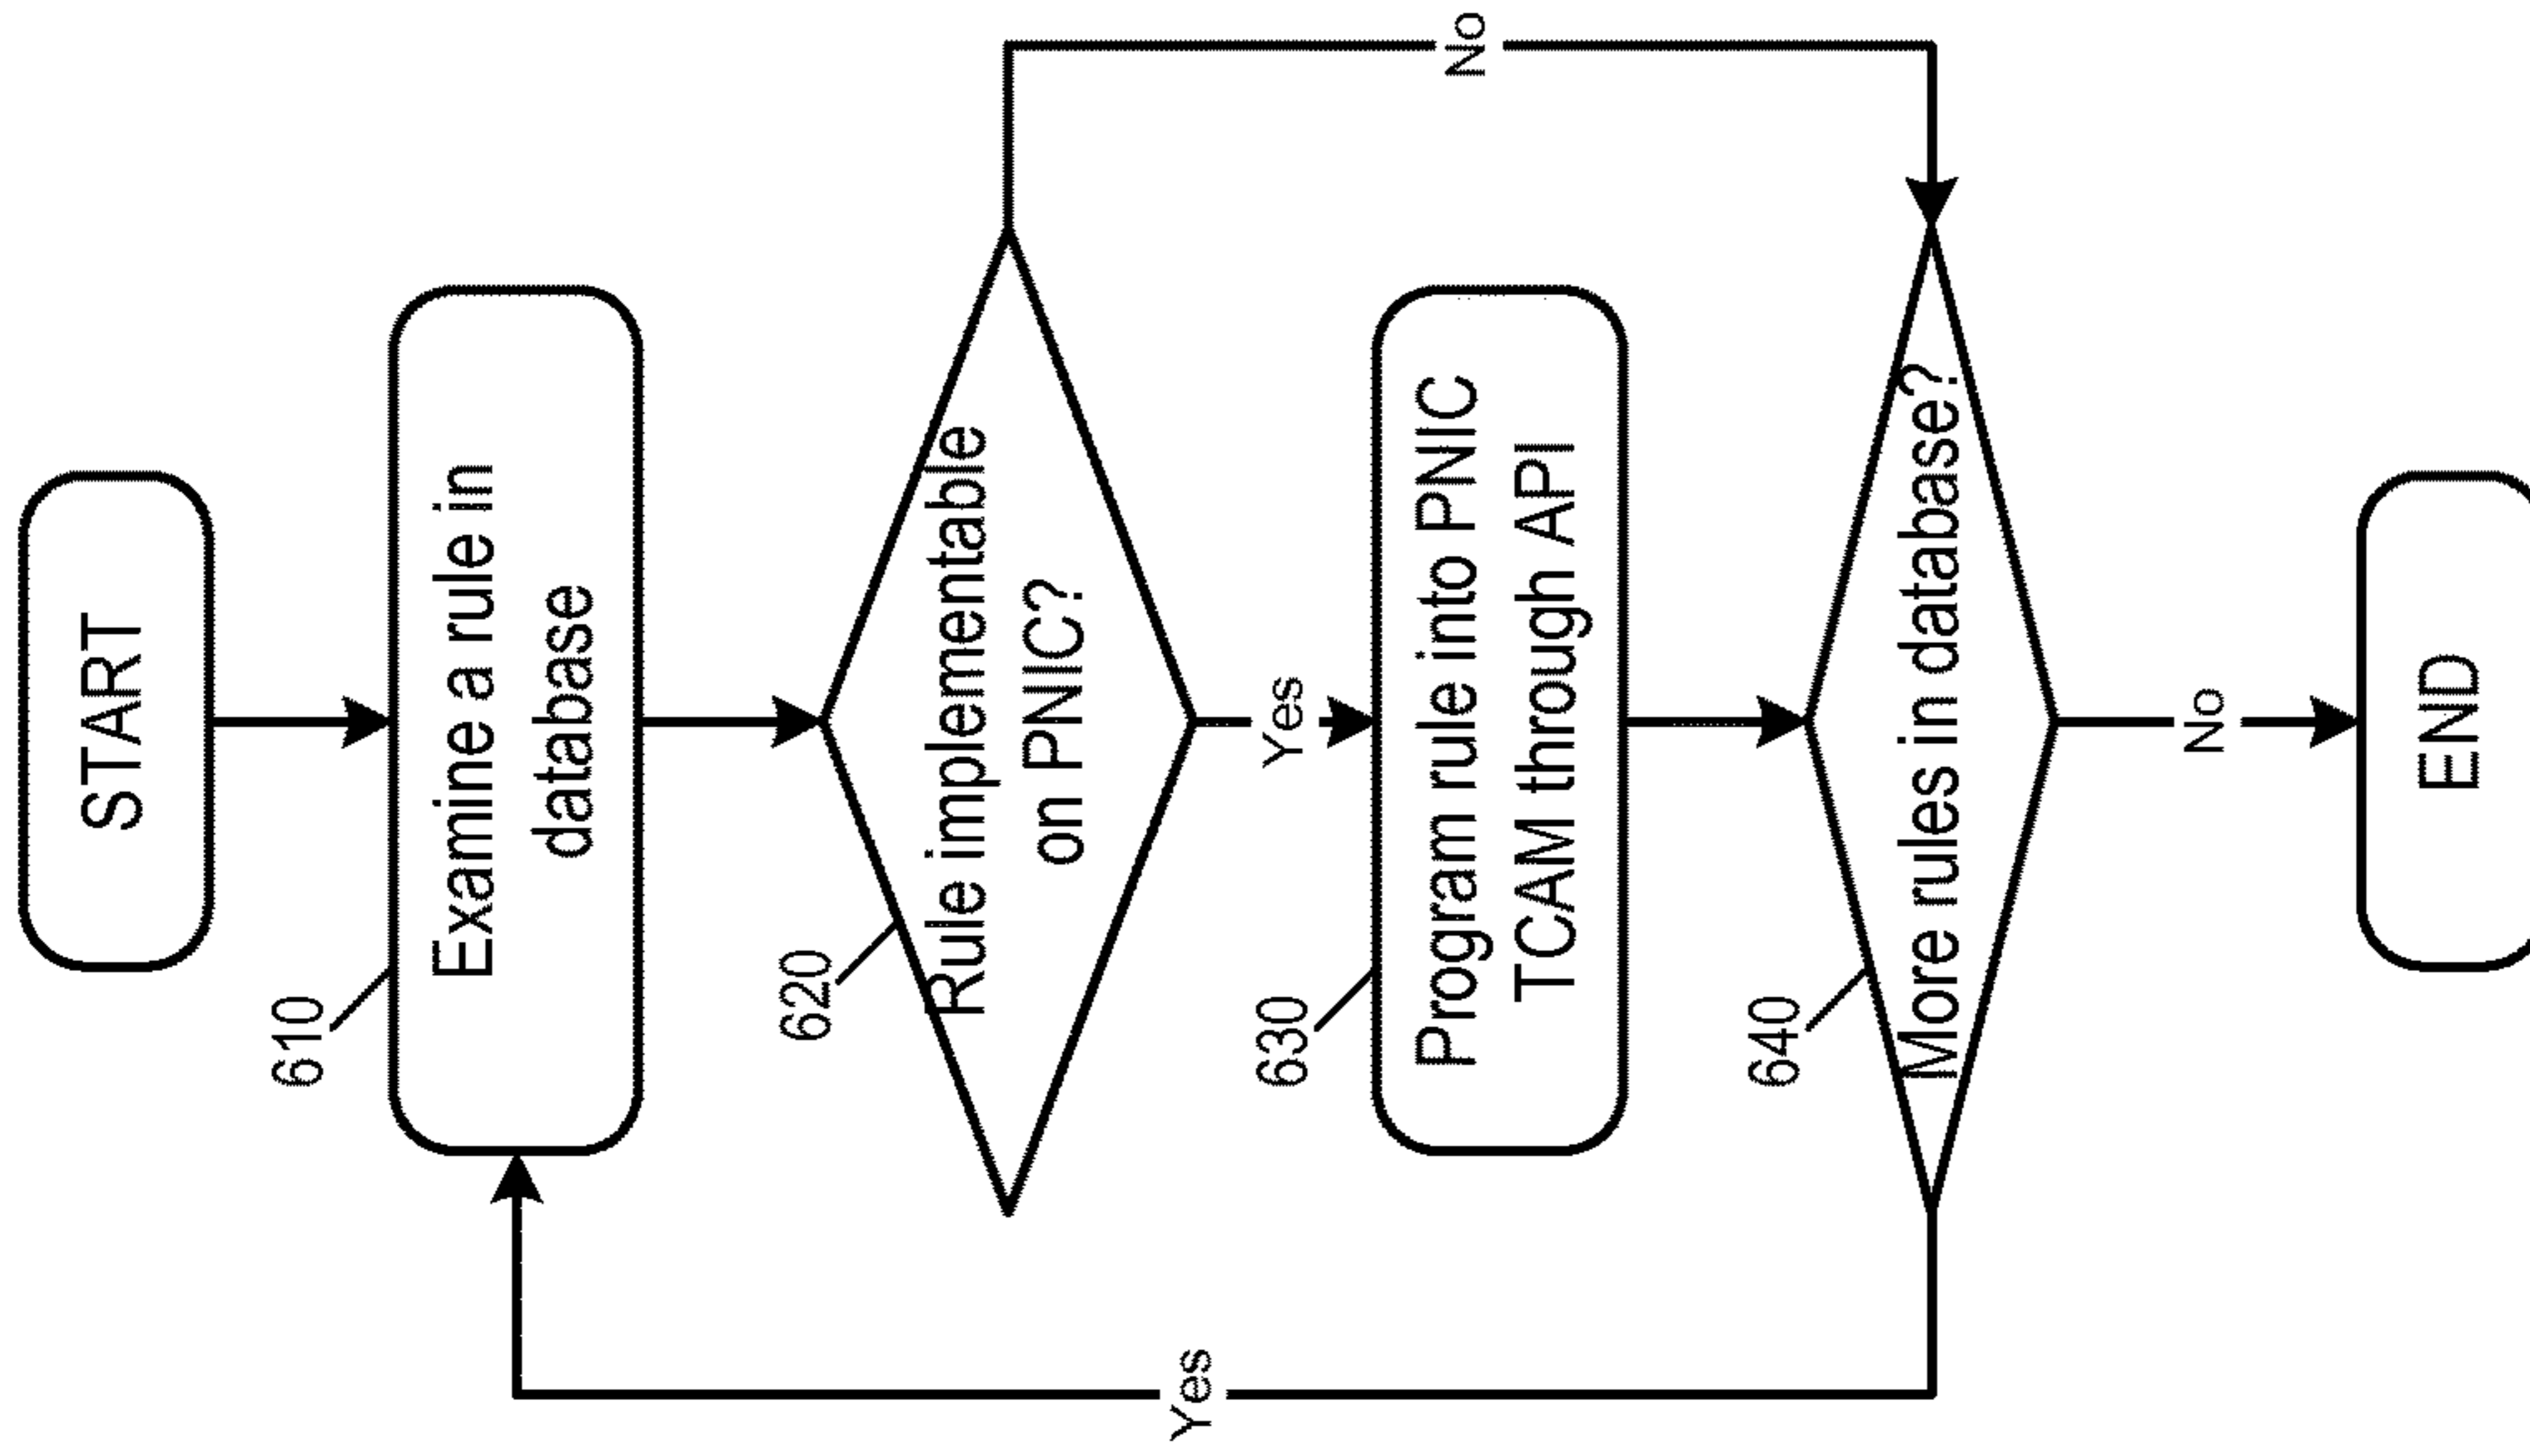 START
610
Examine a rule in
database
620
Rule implementable
on PNIC?
No
Yes
630
Program rule into PNIC
TCAM through API
Yes
640
More rules in database?
No
END